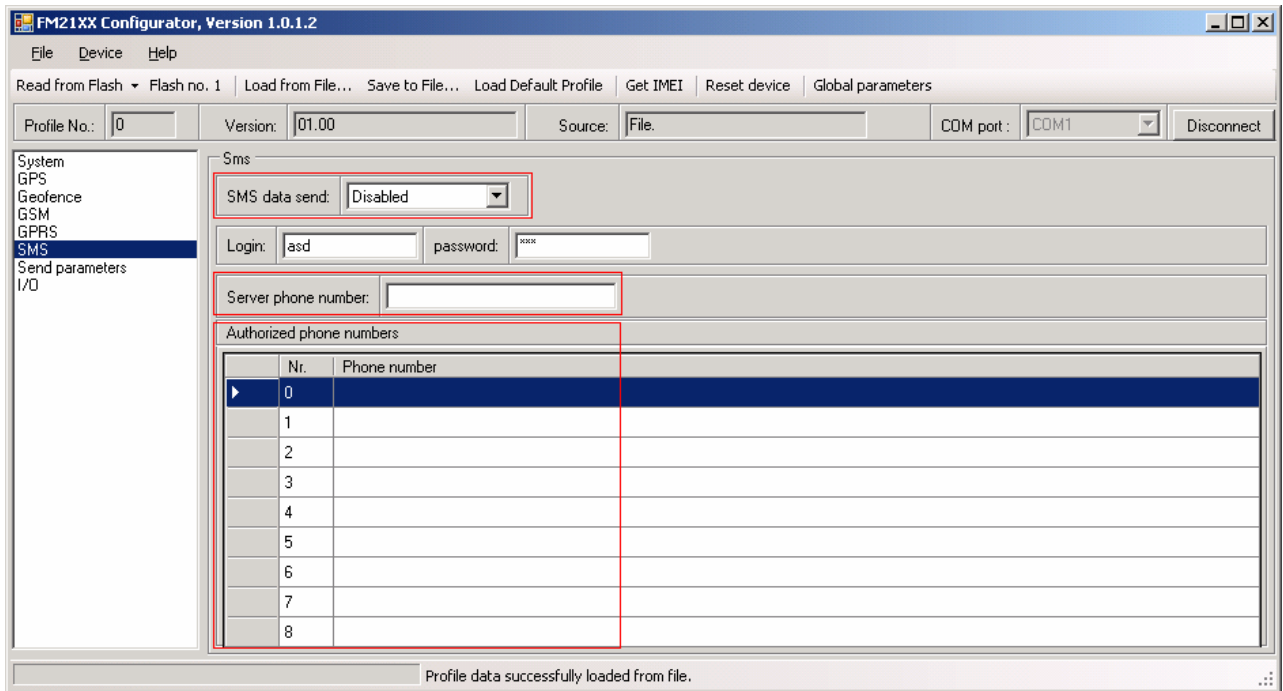 FM21XX Configurator, Version 1.0.1.2
File Device Help
Read from Flash Flash no. 1 Load from File... Save to File... Load Default Profile Get IMEI Reset device Global parameters
Profile No.: 0 Version: 01.00 Source: File. COM port : COM1 Disconnect
System
GPS
Geofence
GSM
GPRS
SMS
Send parameters
I/O
Sms
SMS data send: Disabled
Login: asd password: ***
Server phone number:
Authorized phone numbers
Nr. Phone number
0
1
2
3
4
5
6
7
8
Profile data successfully loaded from file.